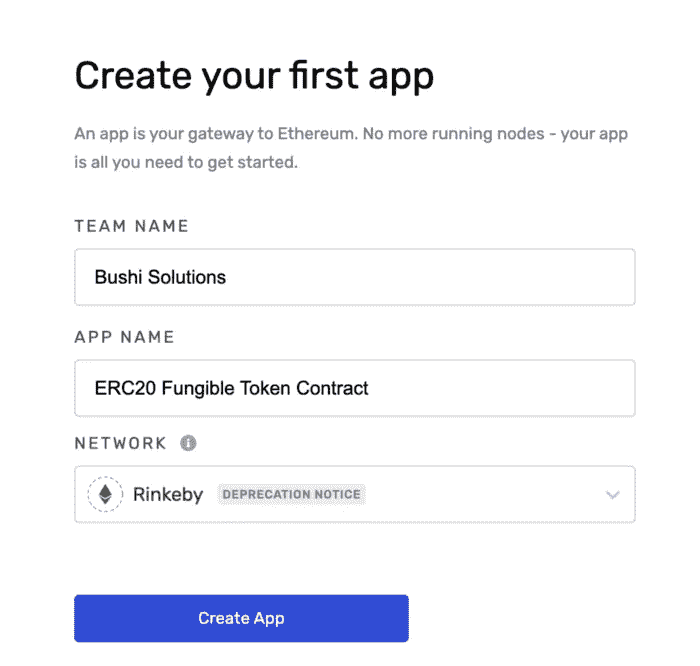 Create your first app
An app is your gateway to Ethereum. No more running nodes - your app
is all you need to get started.
TEAM NAME
Bushi Solutions
APP NAME
ERC20 Fungible Token Contract
NETWORK
Rinkeby DEPRECATION NOTICE
Create App